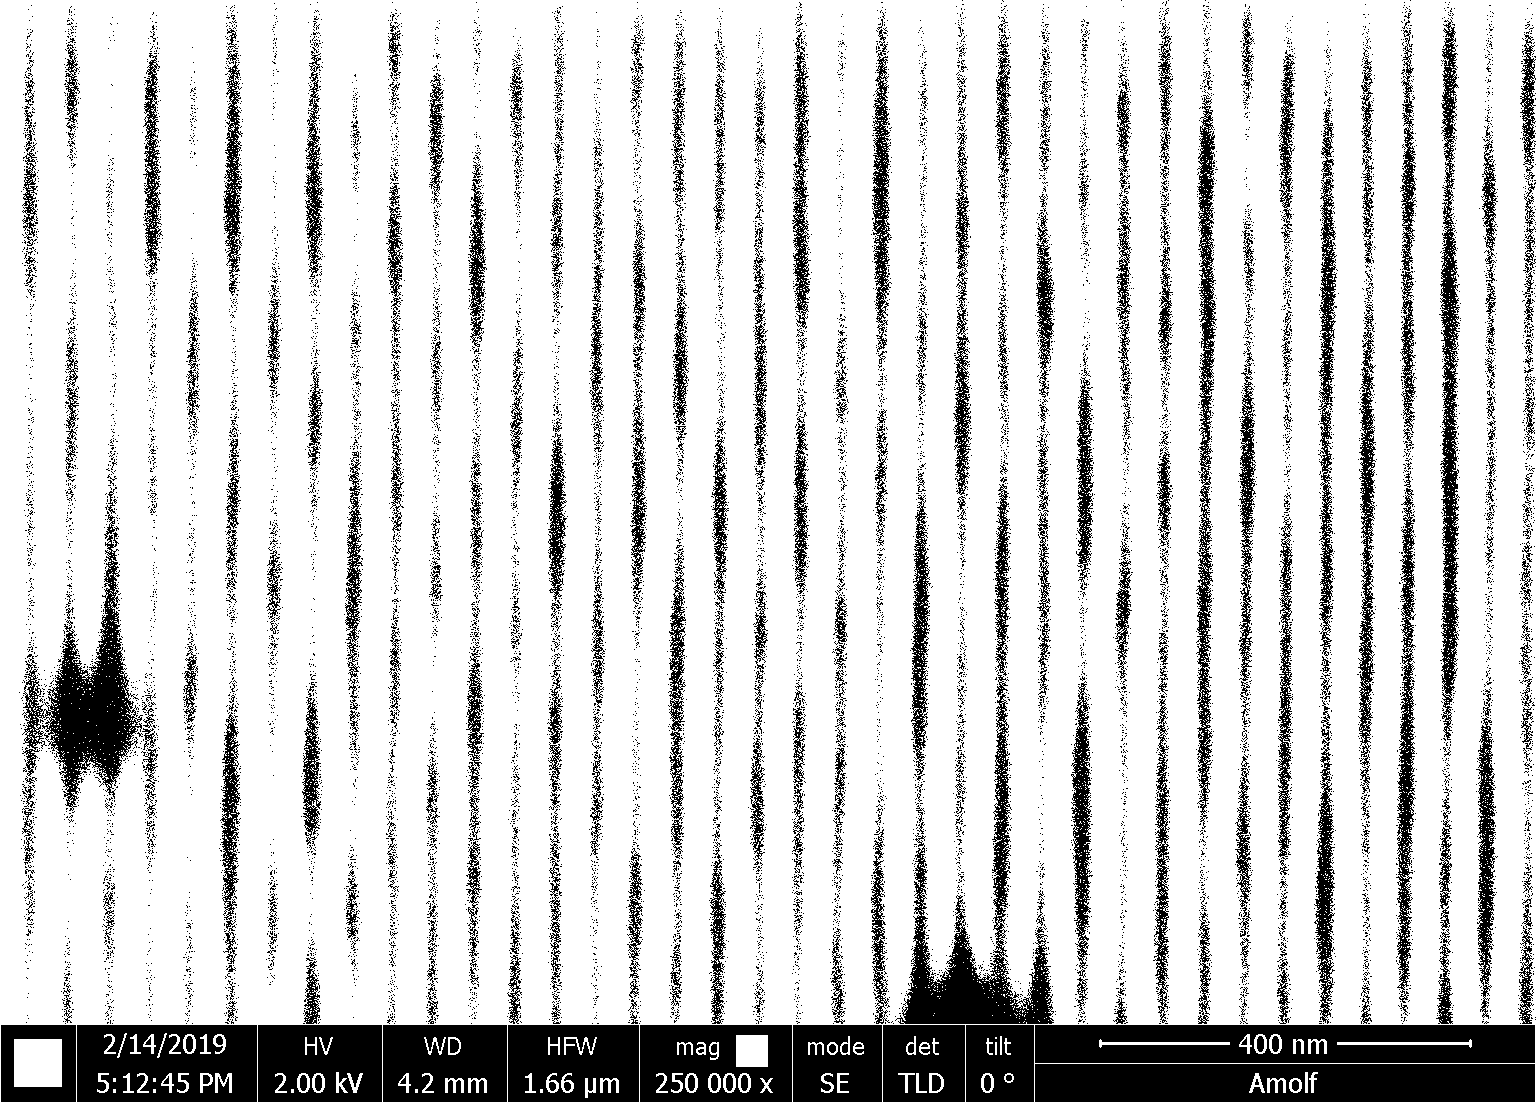 2/14/2019
5:12:45 PM
HV
2.00 kV
WD
4.2 mm
HFW
1.66 µm
mag
250 000 x
mode
SE
det
TLD
tilt
0 °
400 nm
Amolf